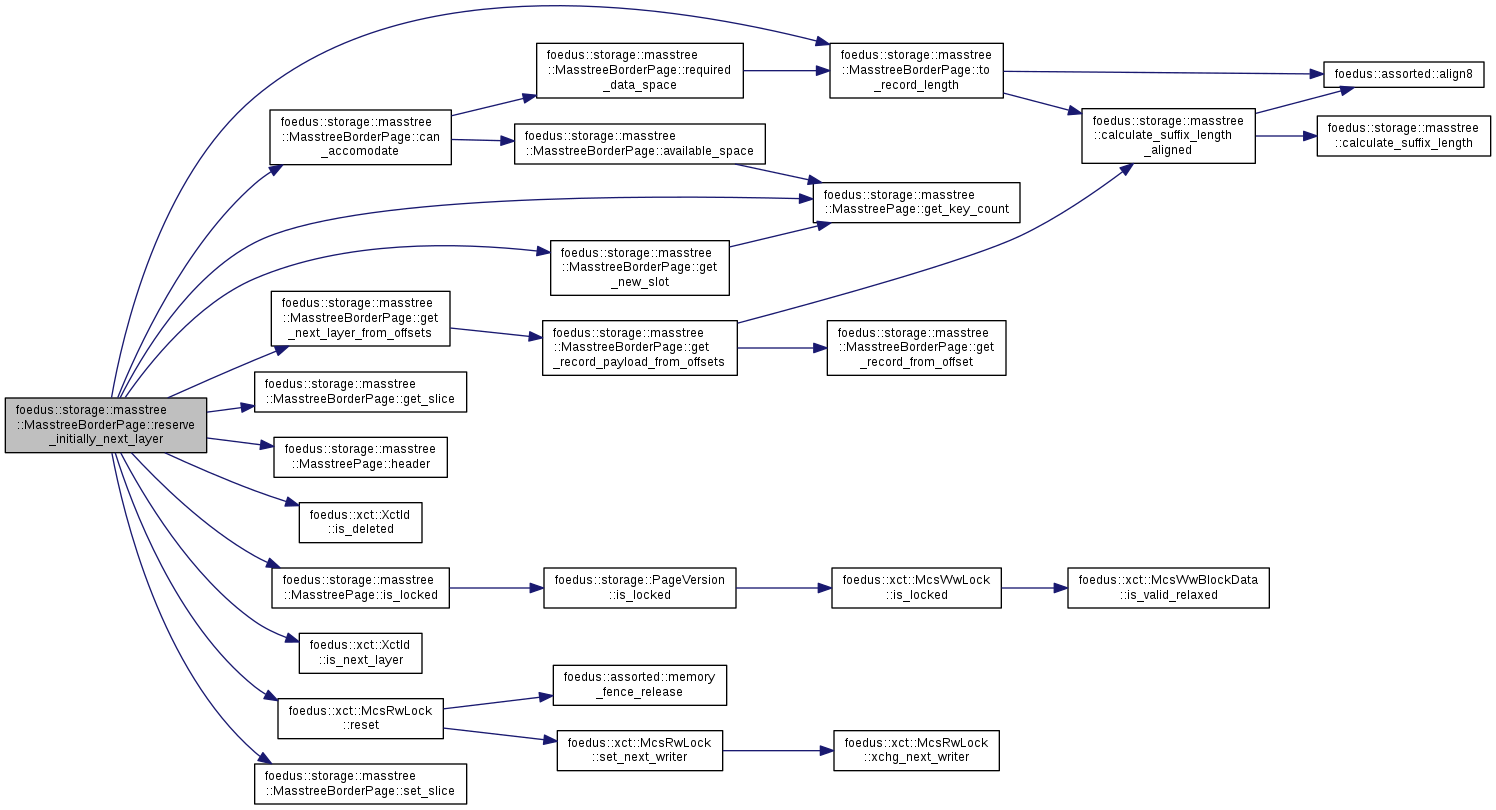 foedus::storage::masstree
::MasstreeBorderPage::reserve
_initially_next_layer
foedus::storage::masstree
::MasstreeBorderPage::can
_accomodate
foedus::storage::masstree
::MasstreeBorderPage::required
_data_space
foedus::storage::masstree
::MasstreeBorderPage::to
_record_length
foedus::assorted::align8
foedus::storage::masstree
::calculate_suffix_length
_aligned
foedus::storage::masstree
::calculate_suffix_length
foedus::storage::masstree
::MasstreeBorderPage::available_space
foedus::storage::masstree
::MasstreePage::get_key_count
foedus::storage::masstree
::MasstreeBorderPage::get
_new_slot
foedus::storage::masstree
::MasstreeBorderPage::get
_next_layer_from_offsets
foedus::storage::masstree
::MasstreeBorderPage::get
_record_payload_from_offsets
foedus::storage::masstree
::MasstreeBorderPage::get
_record_from_offset
foedus::storage::masstree
::MasstreeBorderPage::get_slice
foedus::storage::masstree
::MasstreePage::header
foedus::xct::XctId
::is_deleted
foedus::storage::masstree
::MasstreePage::is_locked
foedus::storage::PageVersion
::is_locked
foedus::xct::McsWwLock
::is_locked
foedus::xct::McsWwBlockData
::is_valid_relaxed
foedus::xct::XctId
::is_next_layer
foedus::xct::McsRwLock
::reset
foedus::assorted::memory
_fence_release
foedus::xct::McsRwLock
::set_next_writer
foedus::xct::McsRwLock
::xchg_next_writer
foedus::storage::masstree
::MasstreeBorderPage::set_slice